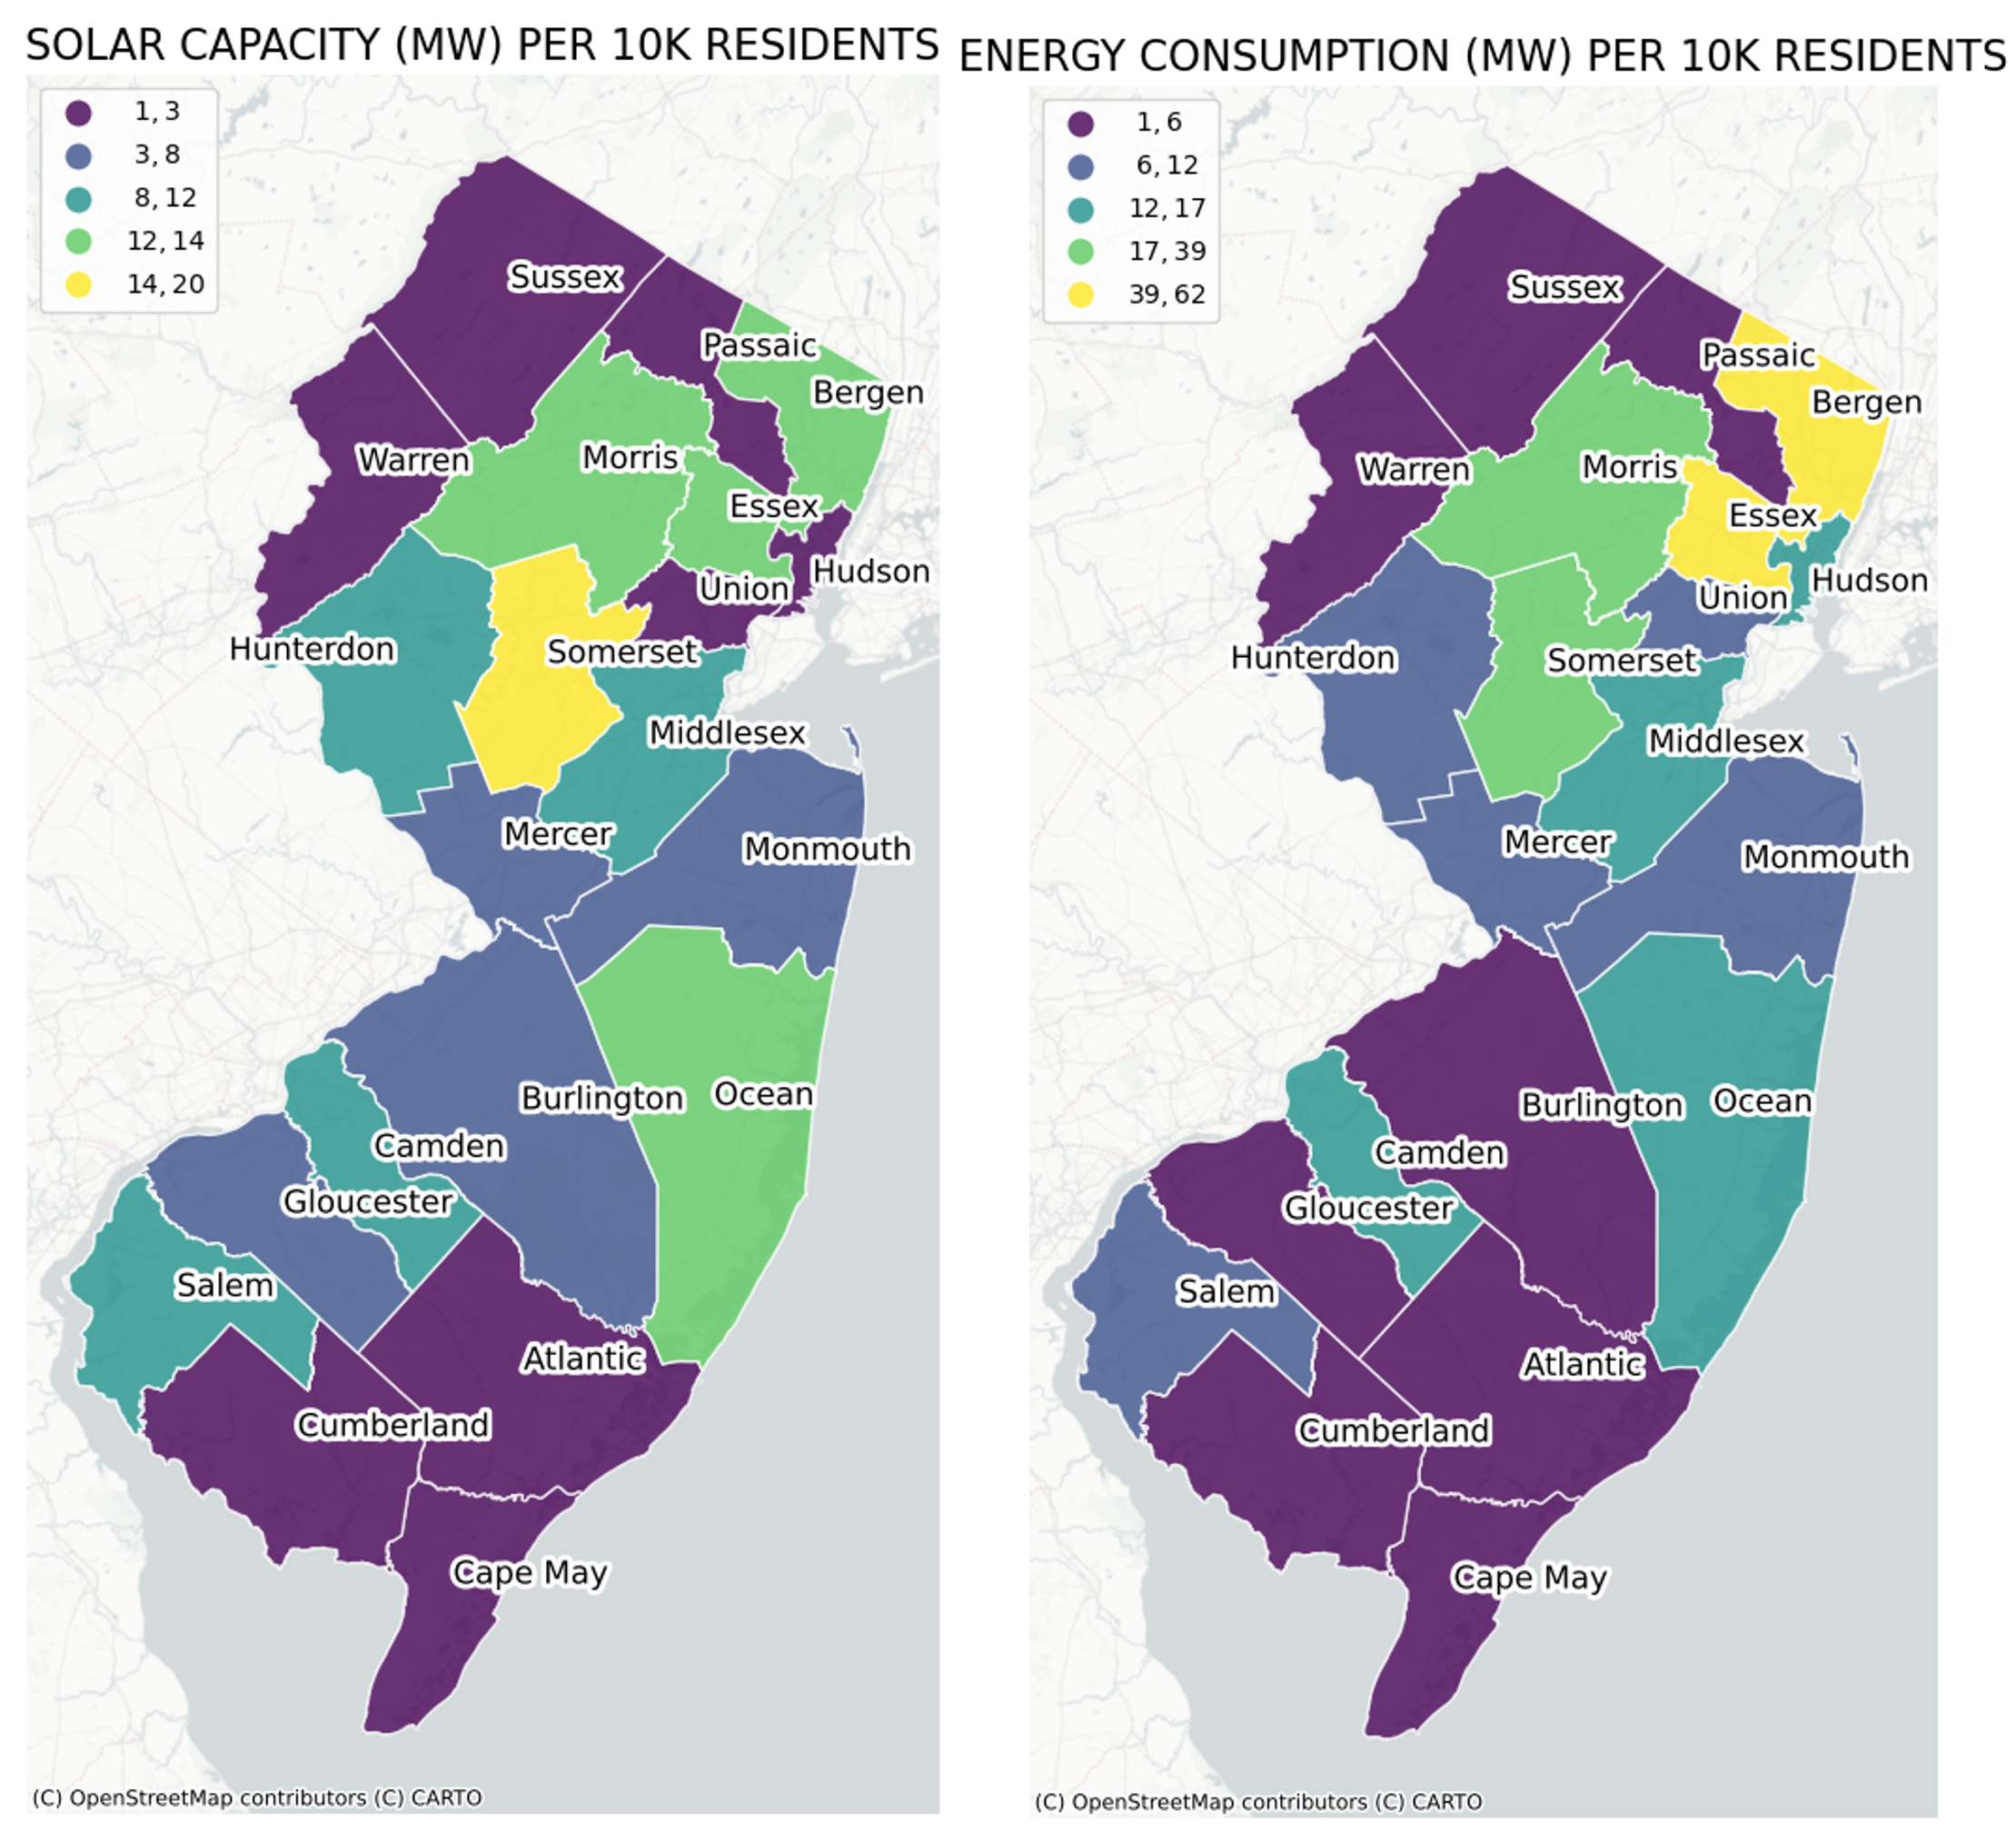 SOLAR CAPACITY (MW) PER 10K RESIDENTS
1, 3
3, 8
8, 12
12, 14
14, 20
Sussex
Passaic
Bergen
Warren
Morris
Essex
Hudson
Union
Hunterdon
Somerset
Middlesex
Mercer
Monmouth
Burlington
Ocean
Camden
Gloucester
Salem
Atlantic
Cumberland
Cape May
(C) OpenStreetMap contributors (C) CARTO
ENERGY CONSUMPTION (MW) PER 10K RESIDENTS
1, 6
6, 12
12, 17
17, 39
39, 62
Sussex
Passaic
Bergen
Warren
Morris
Essex
Hudson
Union
Hunterdon
Somerset
Middlesex
Mercer
Monmouth
Burlington
Ocean
Camden
Gloucester
Salem
Atlantic
Cumberland
Cape May
(C) OpenStreetMap contributors (C) CARTO